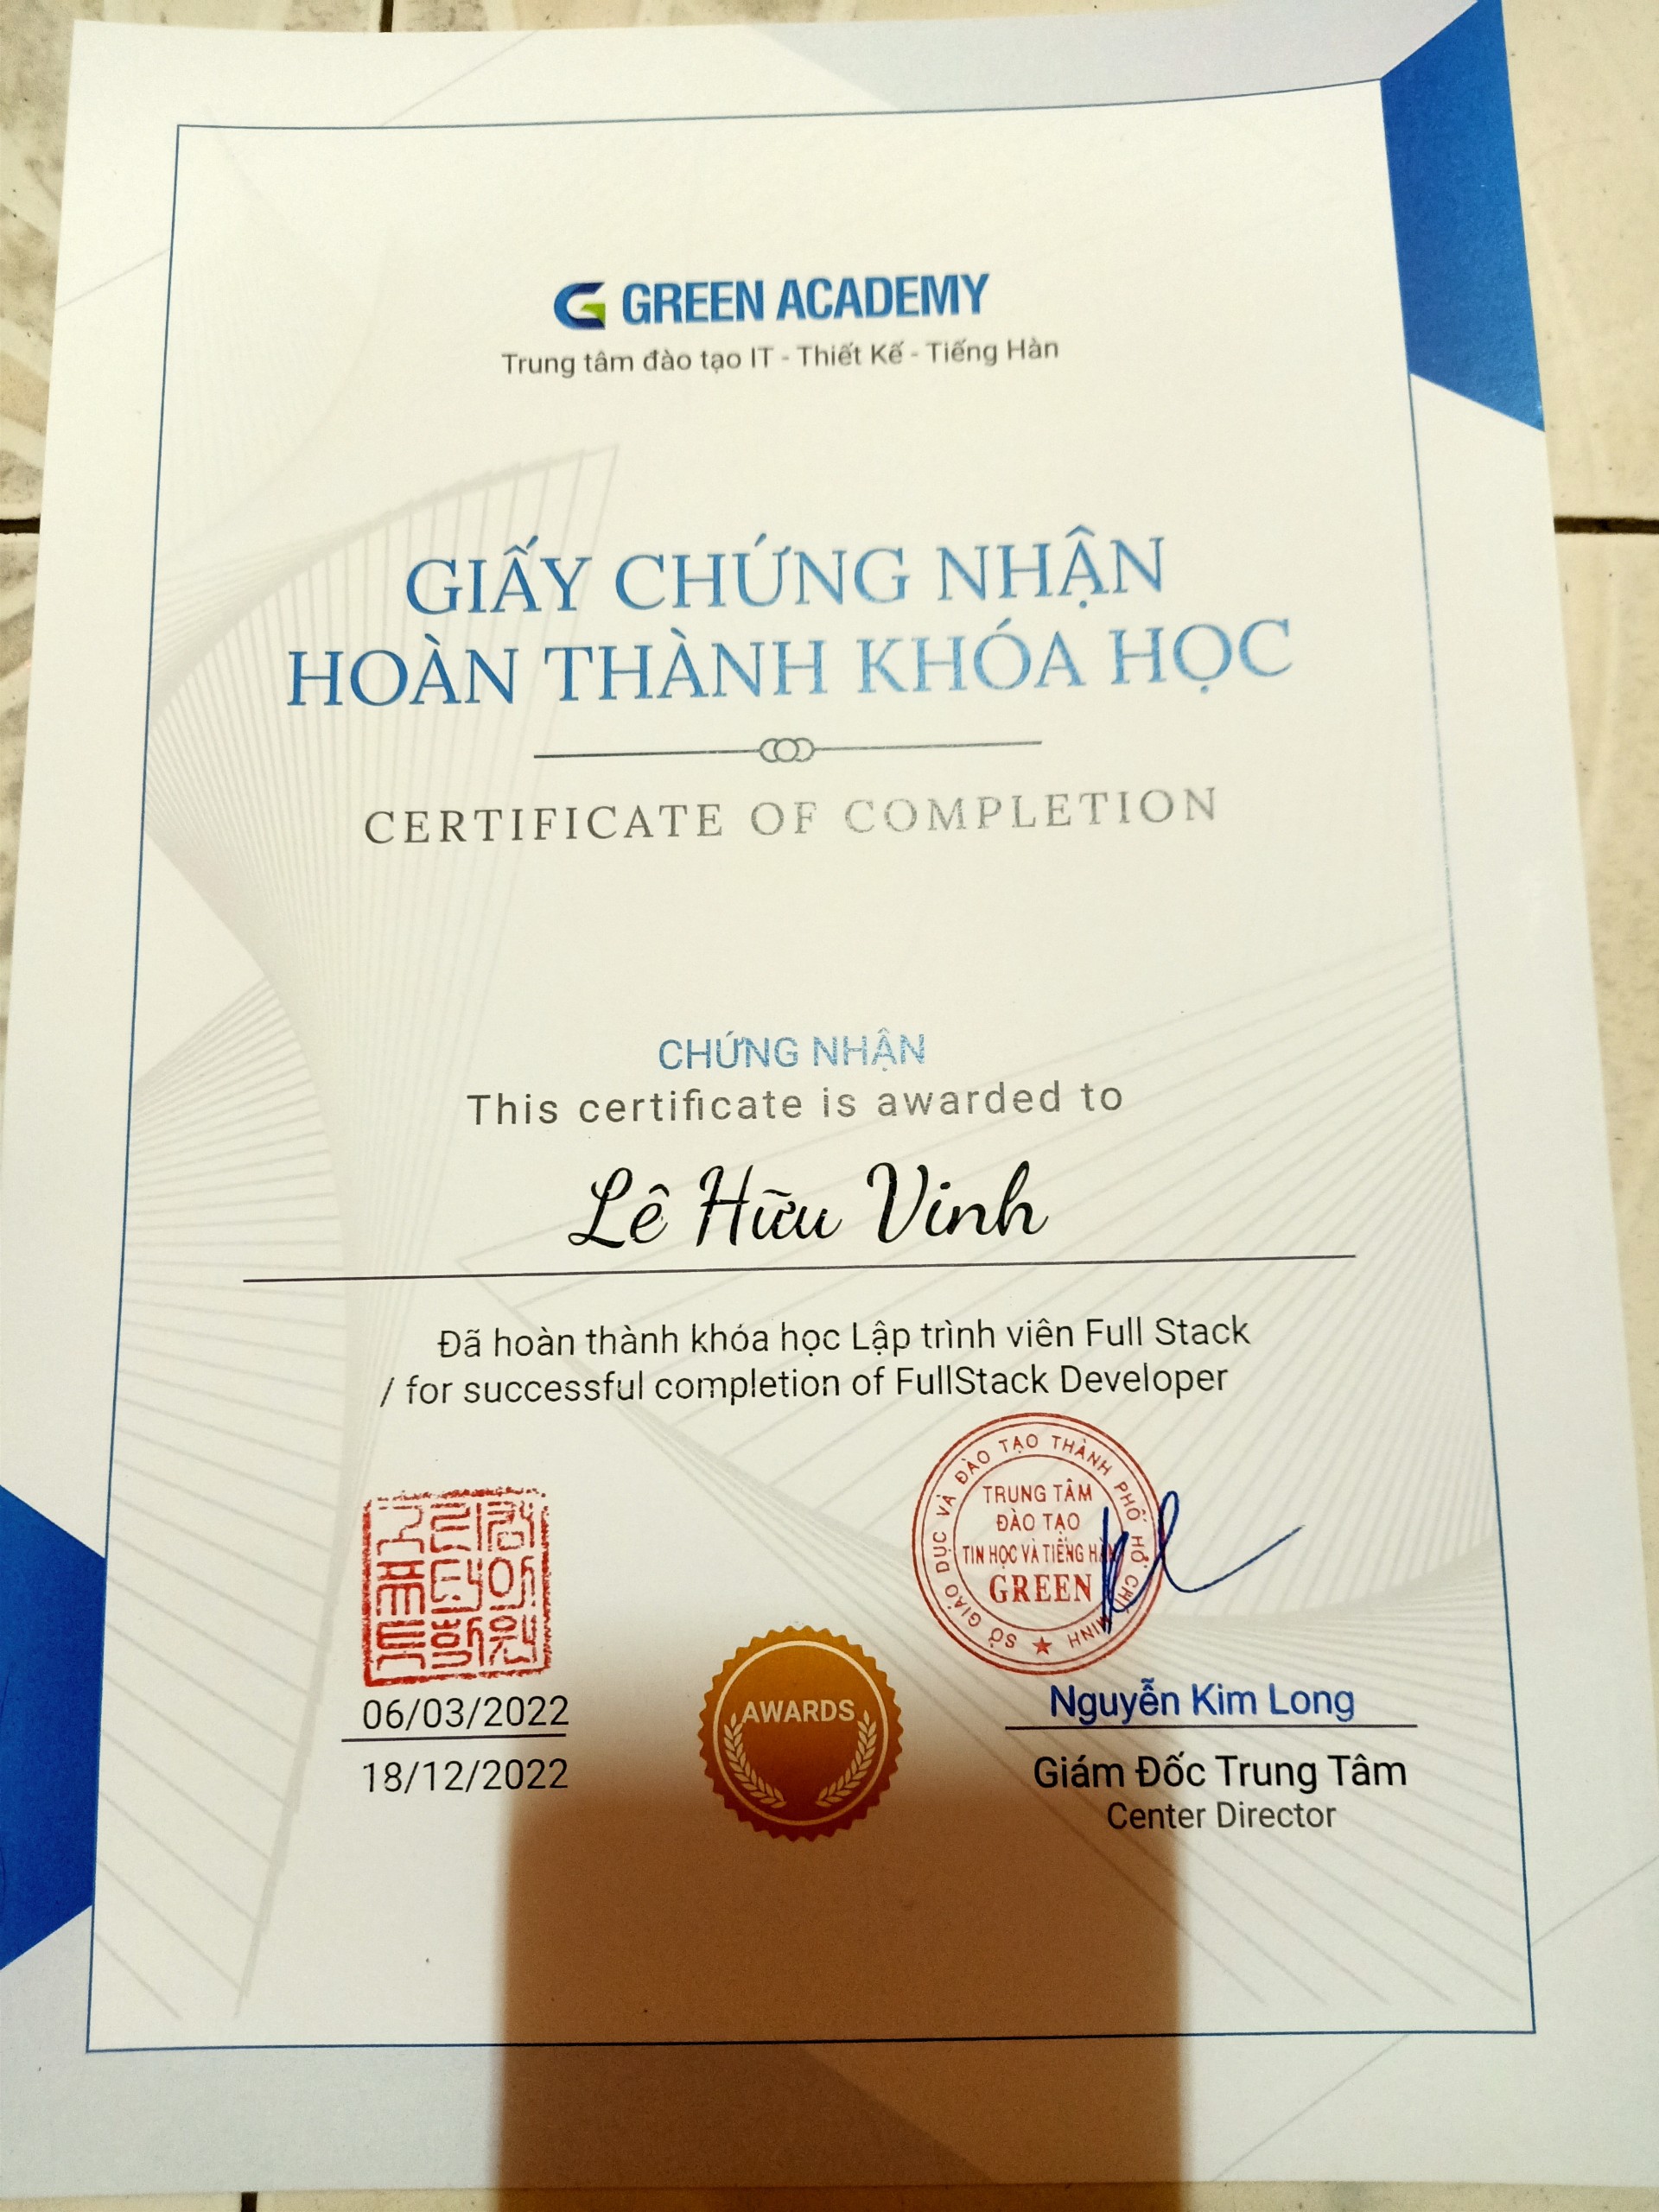 GREEN ACADEMY
Trung tâm đào tạo IT - Thiết Kế - Tiếng Hàn
GIẤY CHỨNG NHẬN
HOÀN THÀNH KHÓA HỌC
CERTIFICATE OF COMPLETION
CHỨNG NHẬN
This certificate is awarded to
Lê Hữu Vinh
Đã hoàn thành khóa học Lập trình viên Full Stack
/ for successful completion of FullStack Developer
SỞ GIÁO DỤC VÀ ĐÀO TẠO THÀNH PHỐ HỒ CHÍ MINH
TRUNG TÂM
ĐÀO TẠO
TIN HỌC VÀ TIẾNG HÀN
GREEN
06/03/2022
18/12/2022
AWARDS
Nguyễn Kim Long
Giám Đốc Trung Tâm
Center Director